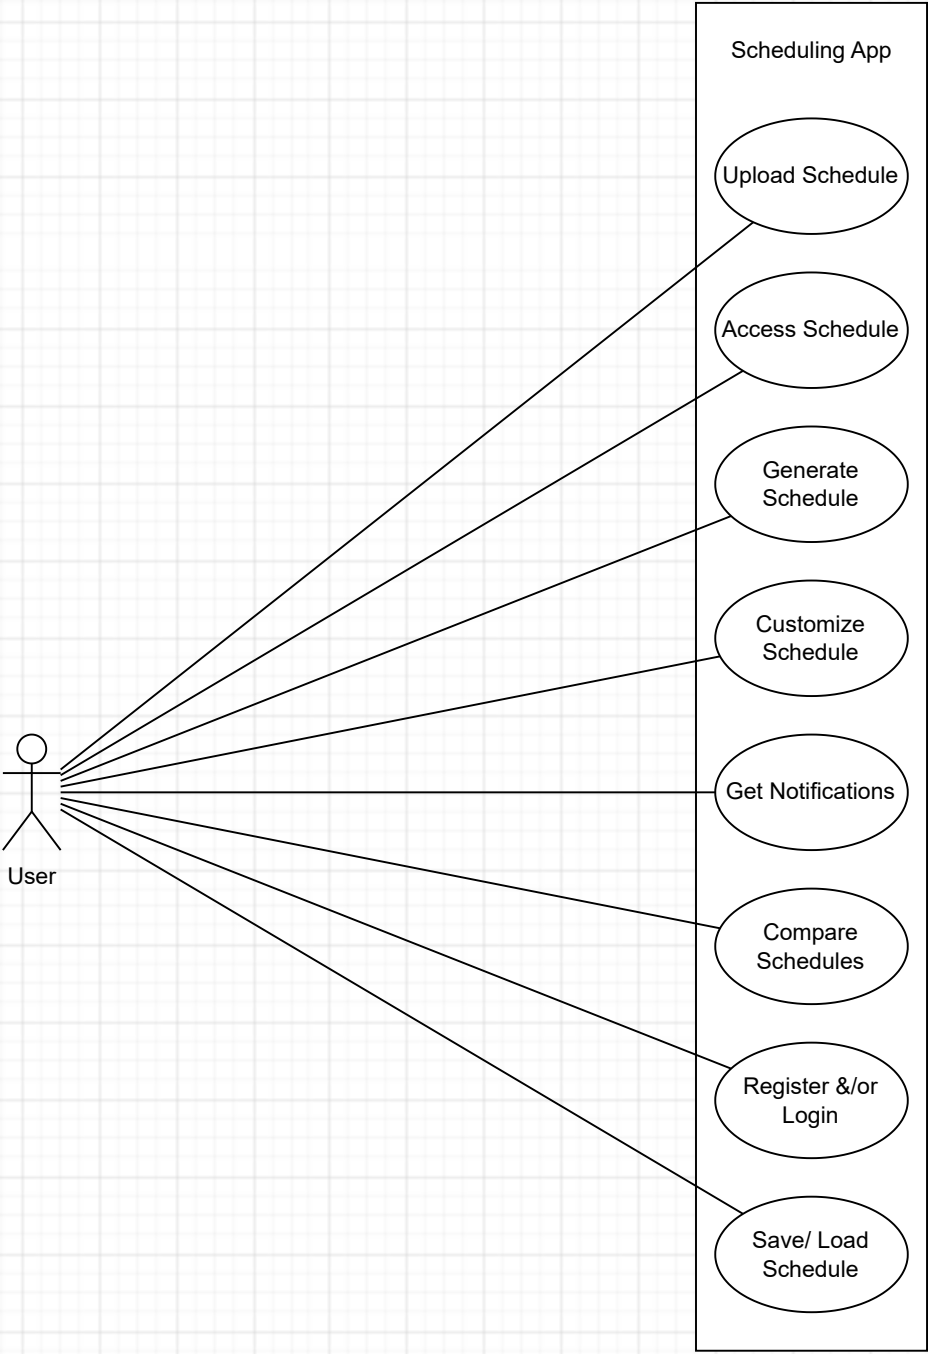 Scheduling App
Upload Schedule
Access Schedule
Generate
Schedule
Customize
Schedule
Get Notifications
User
Compare
Schedules
Register &/or
Login
Save/ Load
Schedule